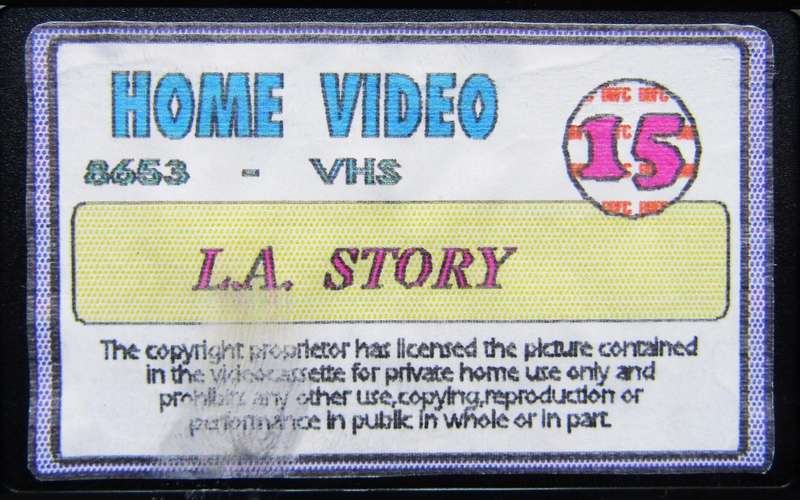 HOME VIDEO
15
8653 - VHS
L.A. STORY
The copyright proprietor has licensed the picture contained
in the videocassette for private home use only and
prohibits any other use,copying,reproduction or
performance in public in whole or in part.